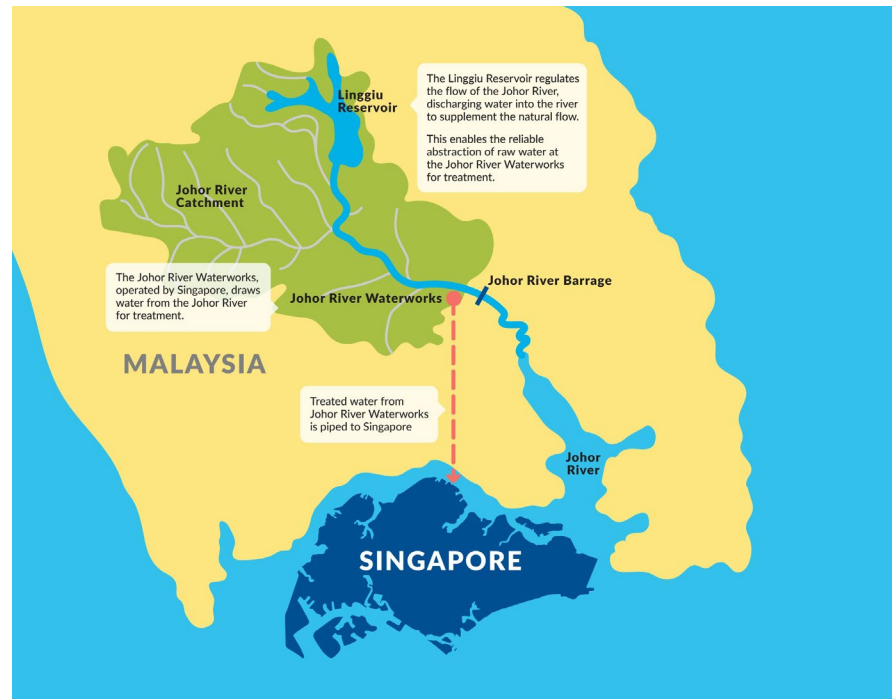 Linggiu
Reservoir
The Linggiu Reservoir regulates
the flow of the Johor River,
discharging water into the river
to supplement the natural flow.
This enables the reliable
abstraction of raw water at
the Johor River Waterworks
for treatment.
Johor River
Catchment
The Johor River Waterworks,
operated by Singapore, draws
water from the Johor River
for treatment.
Johor River Waterworks
Johor River Barrage
MALAYSIA
Treated water from
Johor River Waterworks
is piped to Singapore
Johor
River
SINGAPORE